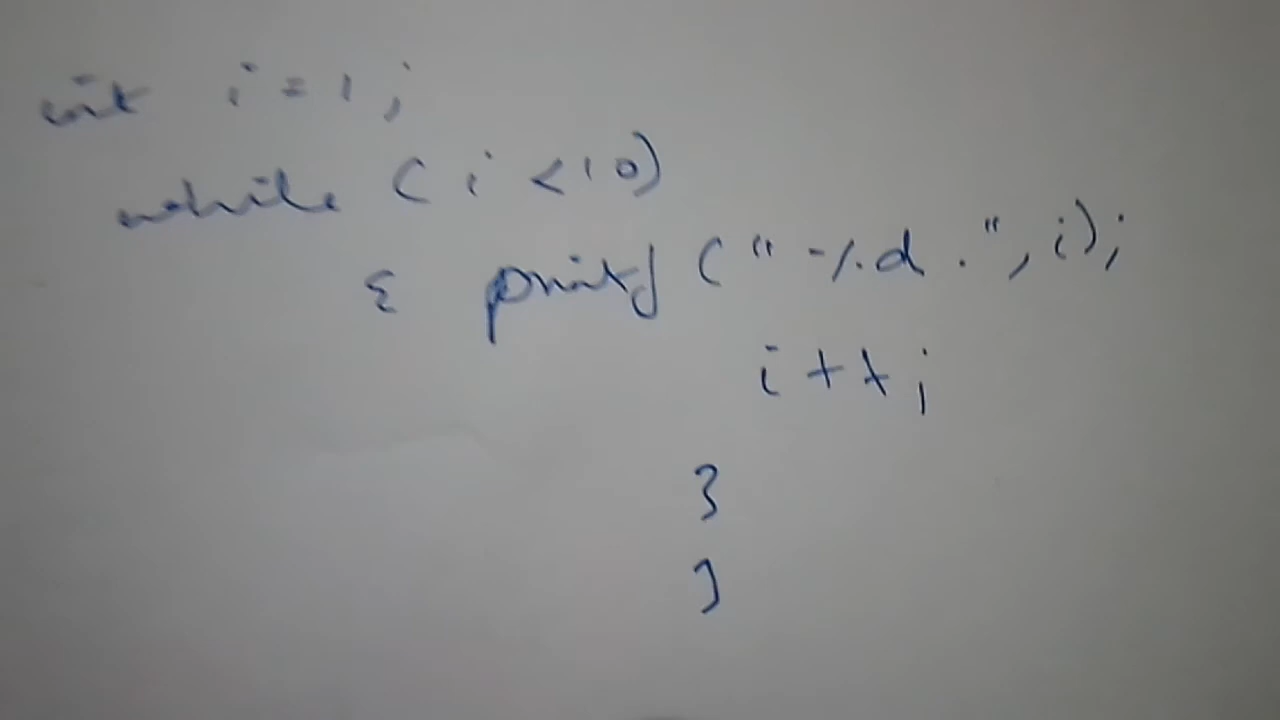 int i = 1 ;
while ( i < 10)
{ printf ( " %d . " , i ) ;
i + + ;
}
}